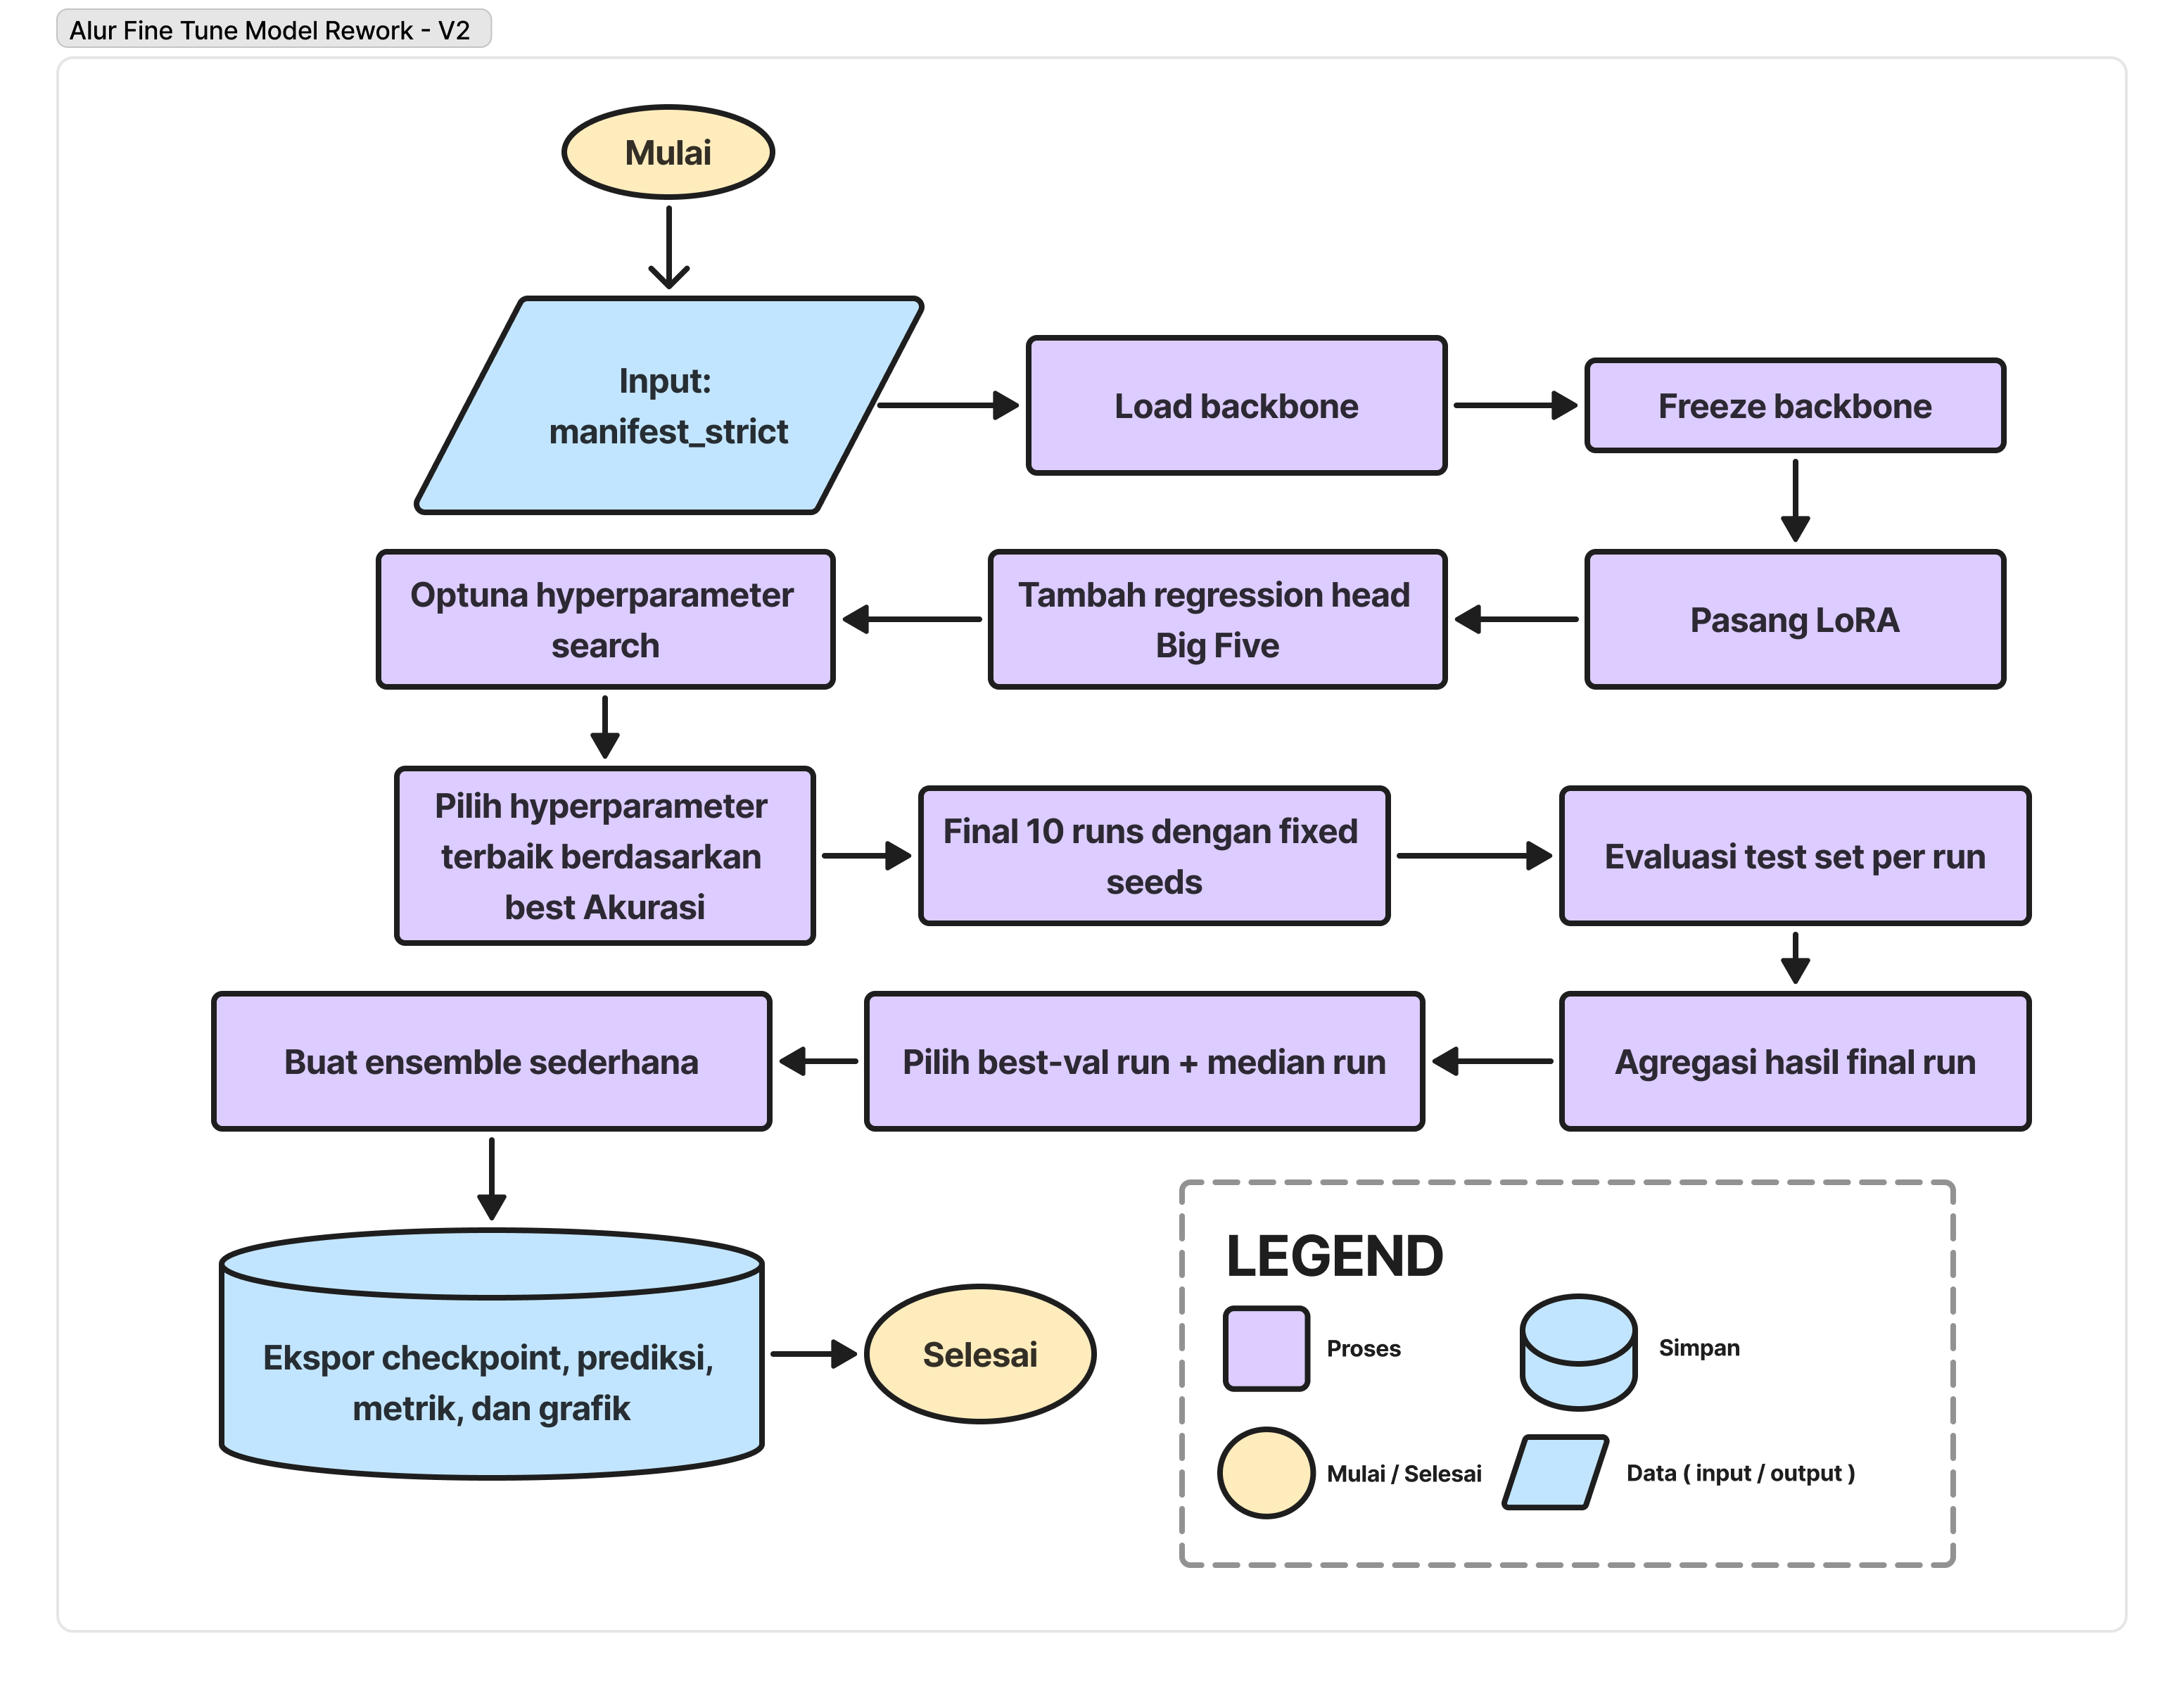 Alur Fine Tune Model Rework - V2
Mulai
Input:
manifest_strict
Load backbone
Freeze backbone
Optuna hyperparameter
search
Tambah regression head
Big Five
Pasang LoRA
Pilih hyperparameter
terbaik berdasarkan
best Akurasi
Final 10 runs dengan fixed
seeds
Evaluasi test set per run
Buat ensemble sederhana
Pilih best-val run + median run
Agregasi hasil final run
Ekspor checkpoint, prediksi,
metrik, dan grafik
Selesai
LEGEND
Proses
Simpan
Mulai / Selesai
Data ( input / output )